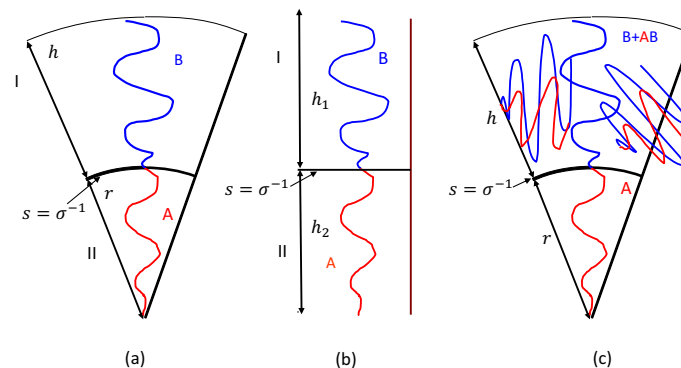 I
h
B
s = σ⁻¹
r
A
II
(a)
I
B
h₁
s = σ⁻¹
h₂
II
A
(b)
B+AB
h
s = σ⁻¹
A
r
(c)